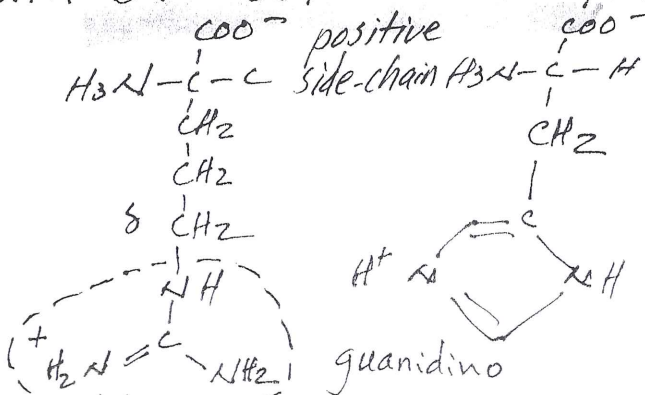 COO⁻ positive COO⁻
H3N-C-C side-chain H3N-C-H
CH2 CH2
CH2
δ CH2 C
NH H⁺ N NH
+ C
H2N NH2 guanidino